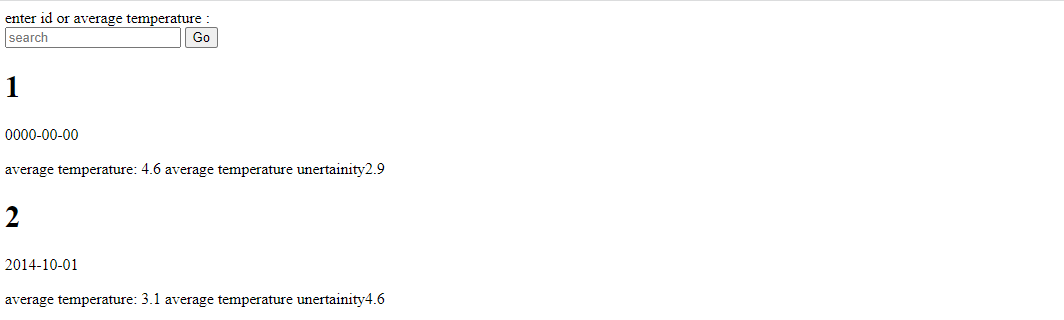 enter id or average temperature :
search Go
1
0000-00-00
average temperature: 4.6 average temperature unertainity2.9
2
2014-10-01
average temperature: 3.1 average temperature unertainity4.6